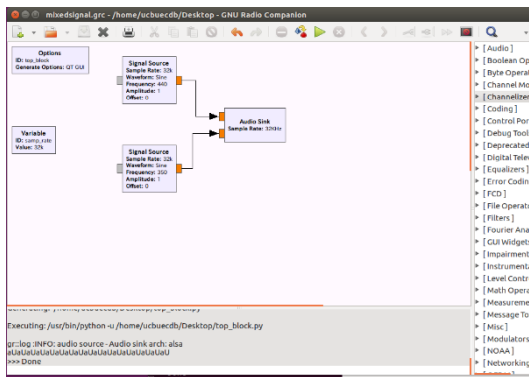 mixedsignal.grc - /home/ucbuecdb/Desktop - GNU Radio Companion
Options
ID: top_block
Generate Options: QT GUI
Variable
ID: samp_rate
Value: 32k
Signal Source
Sample Rate: 32k
Waveform: Sine
Frequency: 440
Amplitude: 1
Offset: 0
Signal Source
Sample Rate: 32k
Waveform: Sine
Frequency: 350
Amplitude: 1
Offset: 0
Audio Sink
Sample Rate: 32KHz
[ Audio ]
[ Boolean Op
[ Byte Operat
[ Channel Mo
[ Channelizer
[ Coding ]
[ Control Por
[ Debug Tool
[ Deprecated
[ Digital Telev
[ Equalizers ]
[ Error Codin
[ FCD ]
[ File Operat
[ Filters ]
[ Fourier Ana
[ GUI Widget
[ Impairment
[ Instrument
[ Level Contr
[ Math Opera
[ Measureme
[ Message To
[ Misc ]
[ Modulators
[ NOAA ]
[ Networking
Executing: /usr/bin/python -u /home/ucbuecdb/Desktop/top_block.py
gr::log :INFO: audio source - Audio sink arch: alsa
aUaUaUaUaUaUaUaUaUaUaUaUaUaUaUaUaU
>>> Done